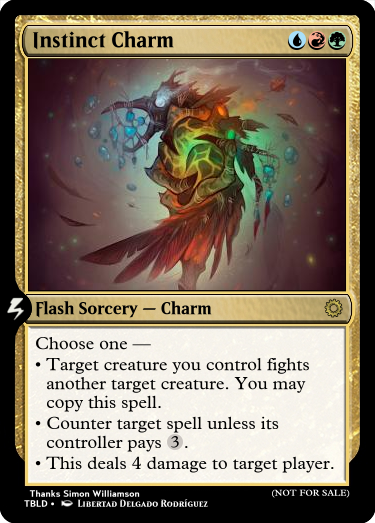 Instinct Charm
Flash Sorcery — Charm
Choose one —
• Target creature you control fights
another target creature. You may
copy this spell.
• Counter target spell unless its
controller pays 3.
• This deals 4 damage to target player.
Thanks Simon Williamson
(NOT FOR SALE)
TBLD • Libertad Delgado Rodríguez